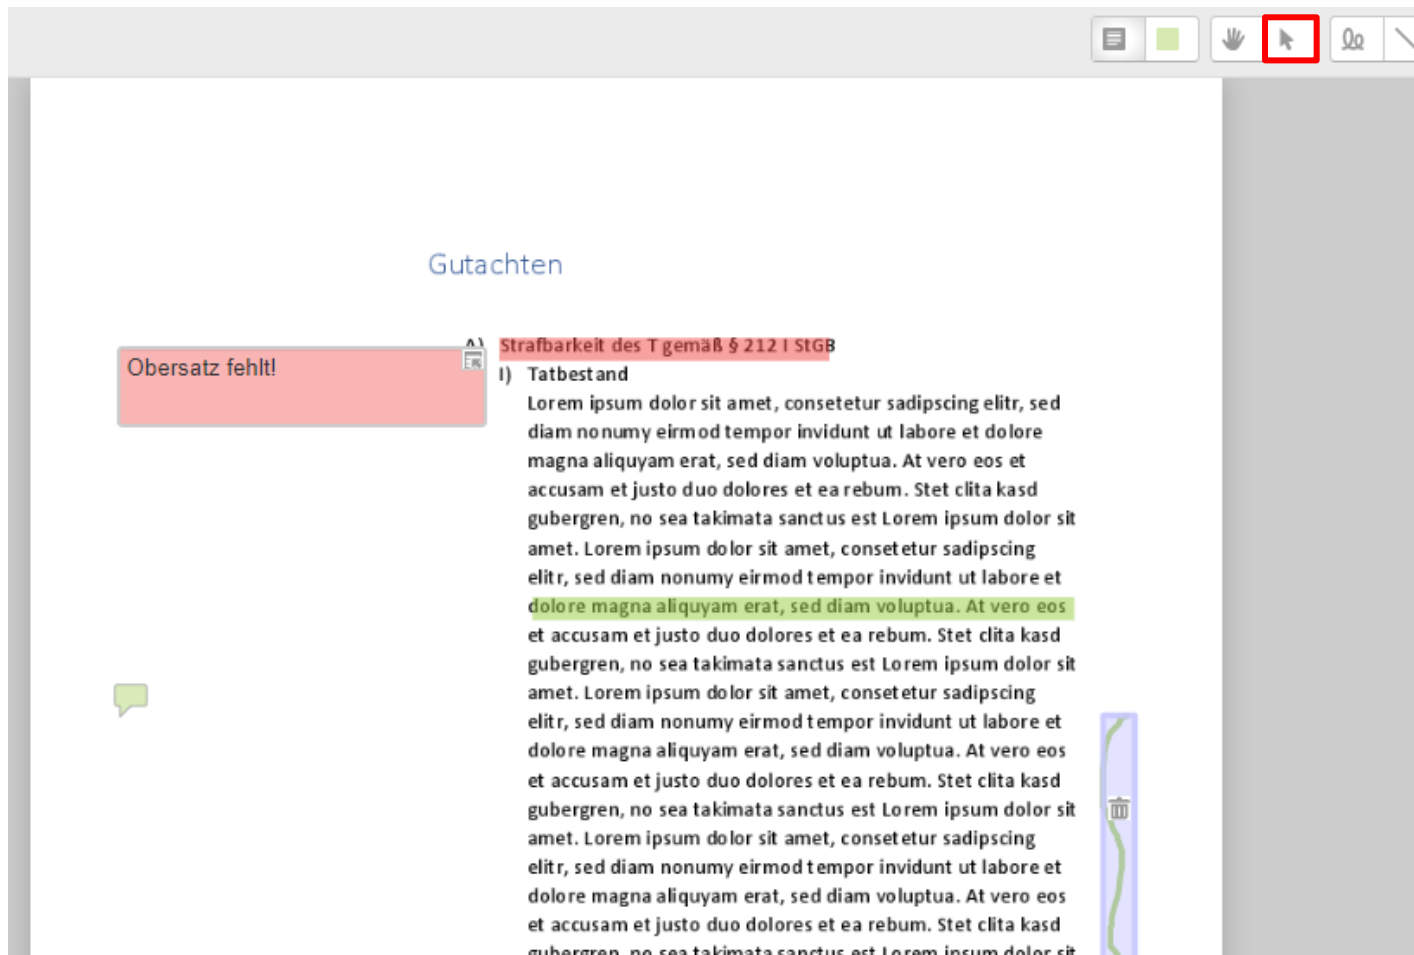 Gutachten
A) Strafbarkeit des T gemäß § 212 I StGB
Obersatz fehlt!
I) Tatbestand
Lorem ipsum dolor sit amet, consetetur sadipscing elitr, sed
diam nonumy eirmod tempor invidunt ut labore et dolore
magna aliquyam erat, sed diam voluptua. At vero eos et
accusam et justo duo dolores et ea rebum. Stet clita kasd
gubergren, no sea takimata sanctus est Lorem ipsum dolor sit
amet. Lorem ipsum dolor sit amet, consetetur sadipscing
elitr, sed diam nonumy eirmod tempor invidunt ut labore et
dolore magna aliquyam erat, sed diam voluptua. At vero eos
et accusam et justo duo dolores et ea rebum. Stet clita kasd
gubergren, no sea takimata sanctus est Lorem ipsum dolor sit
amet. Lorem ipsum dolor sit amet, consetetur sadipscing
elitr, sed diam nonumy eirmod tempor invidunt ut labore et
dolore magna aliquyam erat, sed diam voluptua. At vero eos
et accusam et justo duo dolores et ea rebum. Stet clita kasd
gubergren, no sea takimata sanctus est Lorem ipsum dolor sit
amet. Lorem ipsum dolor sit amet, consetetur sadipscing
elitr, sed diam nonumy eirmod tempor invidunt ut labore et
dolore magna aliquyam erat, sed diam voluptua. At vero eos
et accusam et justo duo dolores et ea rebum. Stet clita kasd
gubergren, no sea takimata sanctus est Lorem ipsum dolor sit